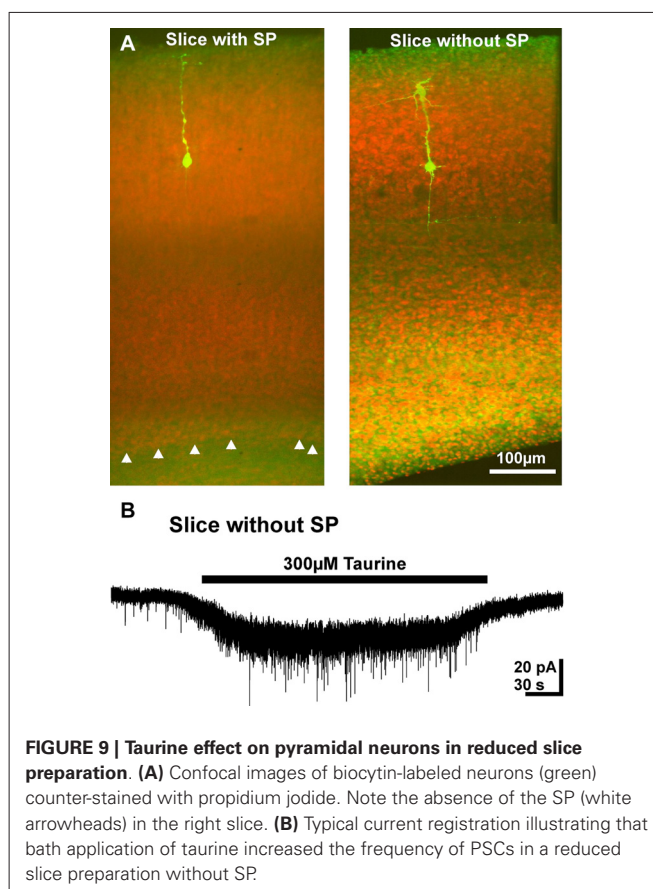 A
Slice with SP
Slice without SP
100µm
B
Slice without SP
300µM Taurine
20 pA
30 s
FIGURE 9 | Taurine effect on pyramidal neurons in reduced slice
preparation. (A) Confocal images of biocytin-labeled neurons (green)
counter-stained with propidium jodide. Note the absence of the SP (white
arrowheads) in the right slice. (B) Typical current registration illustrating that
bath application of taurine increased the frequency of PSCs in a reduced
slice preparation without SP.